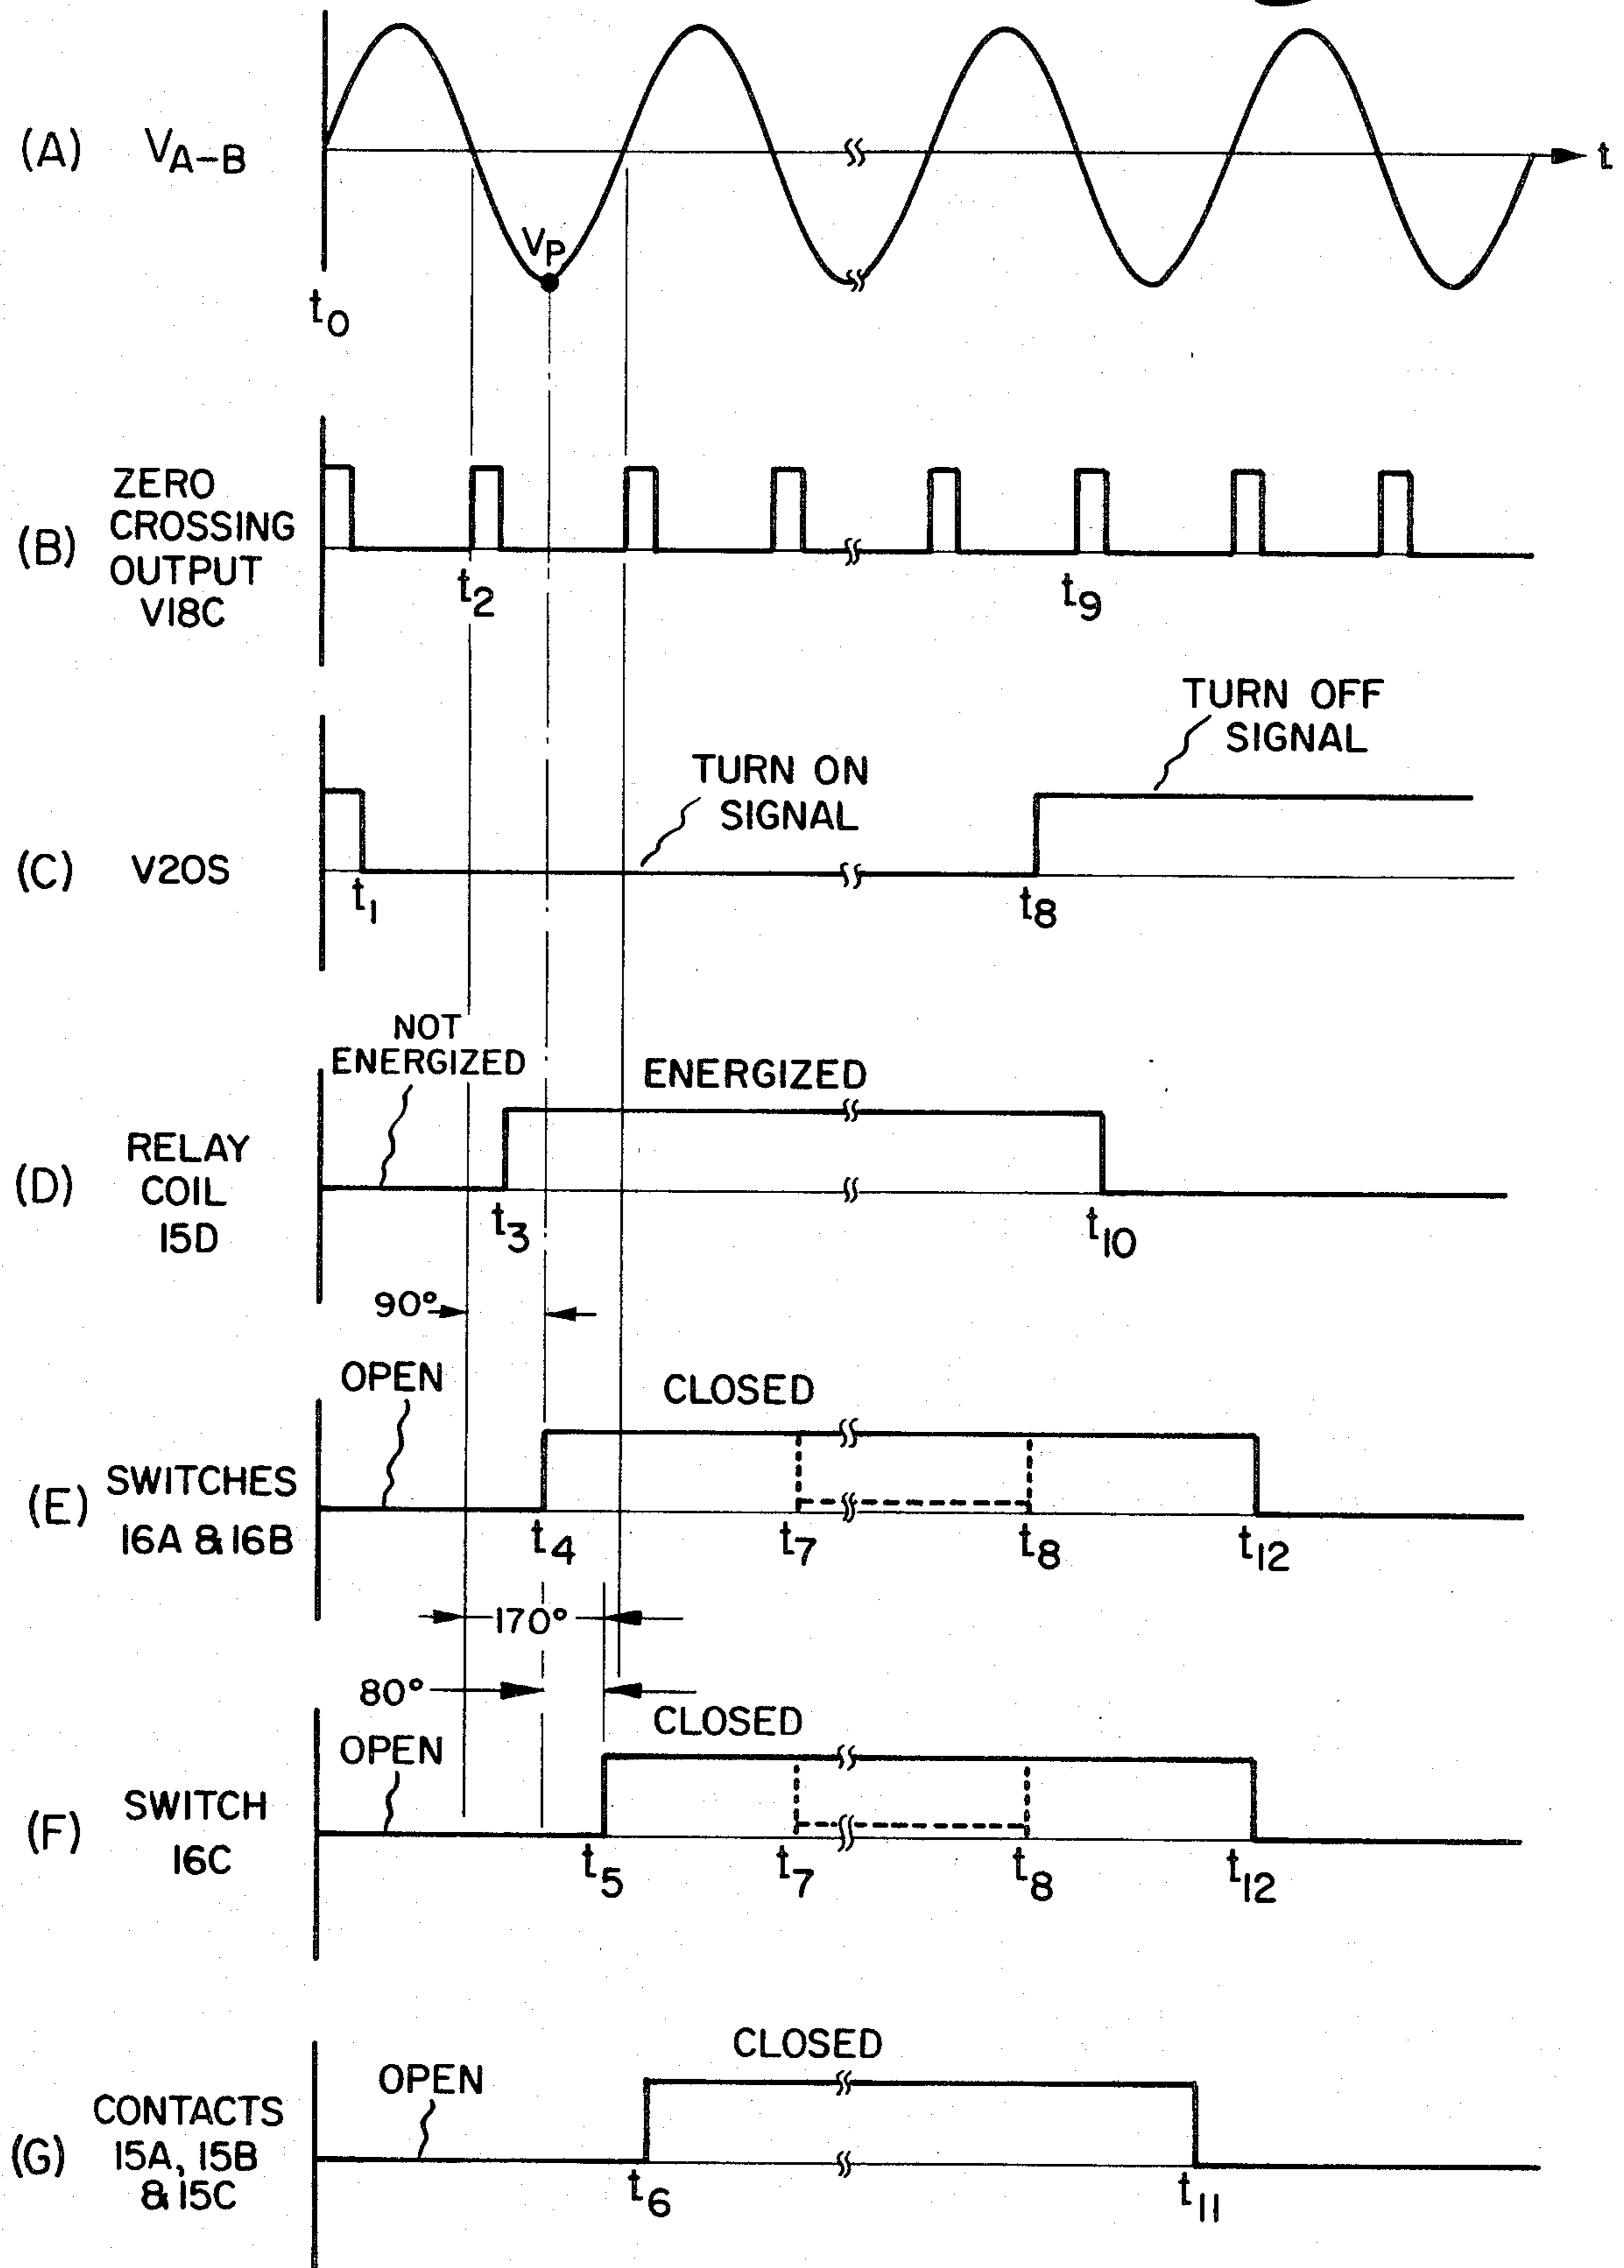 (A) VA-B
t
VP
t0
(B)
ZERO
CROSSING
OUTPUT
V18C
t2
t9
TURN OFF
SIGNAL
TURN ON
SIGNAL
(C) V20S
t1
t8
NOT
ENERGIZED
ENERGIZED
(D)
RELAY
COIL
15D
t3
t10
90°
OPEN
CLOSED
(E)
SWITCHES
16A & 16B
t4
t7
t8
t12
170°
80°
CLOSED
OPEN
(F)
SWITCH
16C
t5
t7
t8
t12
CLOSED
OPEN
(G)
CONTACTS
15A, 15B
& 15C
t6
t11